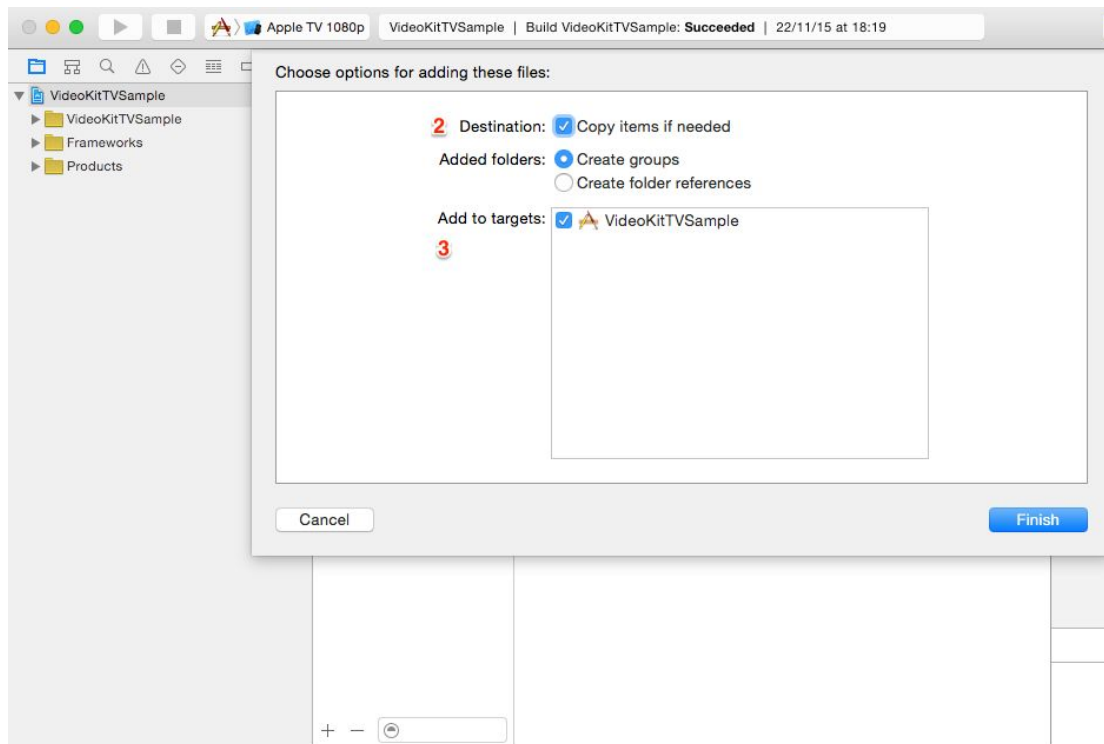 Apple TV 1080p VideoKitTVSample | Build VideoKitTVSample: Succeeded | 22/11/15 at 18:19
Choose options for adding these files:
VideoKitTVSample
VideoKitTVSample
Frameworks
Products
2 Destination: Copy items if needed
Added folders: Create groups
Create folder references
Add to targets: VideoKitTVSample
3
Cancel Finish